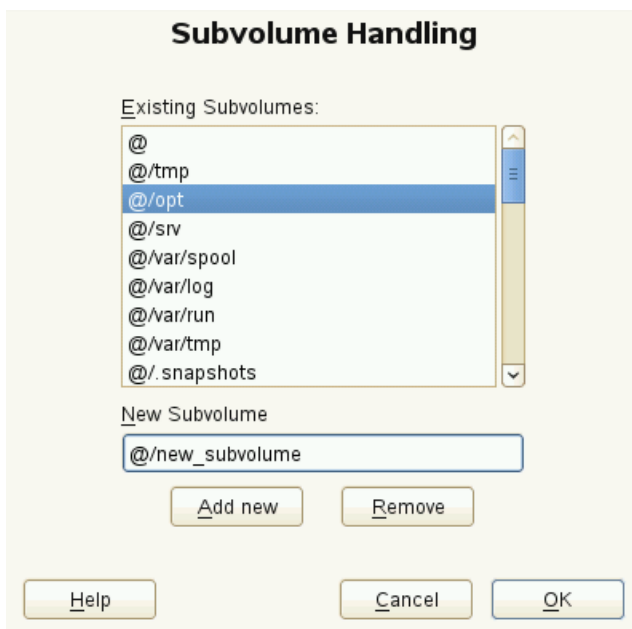 Subvolume Handling
Existing Subvolumes:
@
@/tmp
@/opt
@/srv
@/var/spool
@/var/log
@/var/run
@/var/tmp
@/.snapshots
New Subvolume
@/new_subvolume
Add new Remove
Help Cancel OK